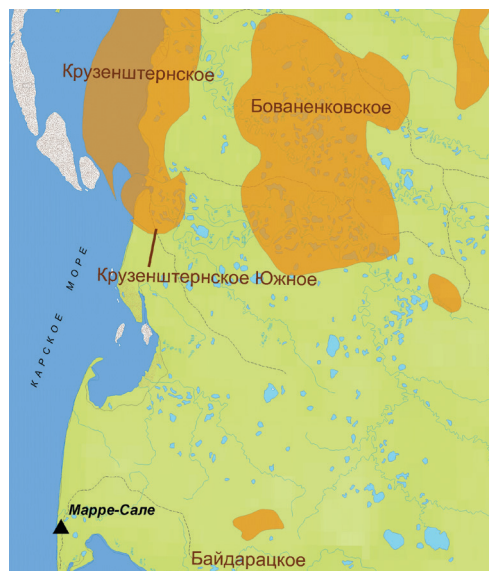 Крузенштернское
Бованенковское
КАРСКОЕ МОРЕ
Крузенштернское Южное
Марре-Сале
Байдарацкое